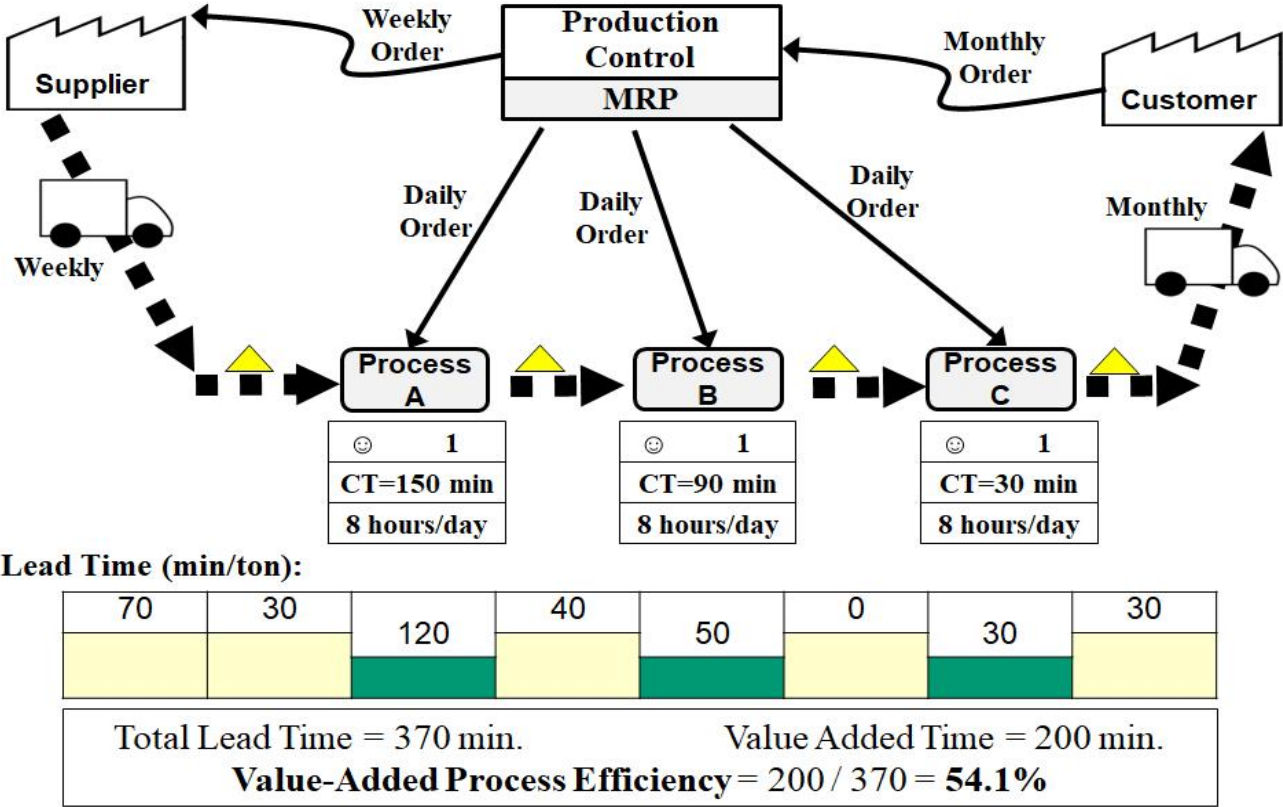 Weekly
Order
Production
Control
MRP
Monthly
Order
Supplier
Customer
Daily
Order
Daily
Order
Daily
Order
Weekly
Monthly
Process
A
Process
B
Process
C
☺ 1
CT=150 min
8 hours/day
☺ 1
CT=90 min
8 hours/day
☺ 1
CT=30 min
8 hours/day
Lead Time (min/ton):
70 30 120 40 50 0 30 30
Total Lead Time = 370 min. Value Added Time = 200 min.
Value-Added Process Efficiency = 200 / 370 = 54.1%